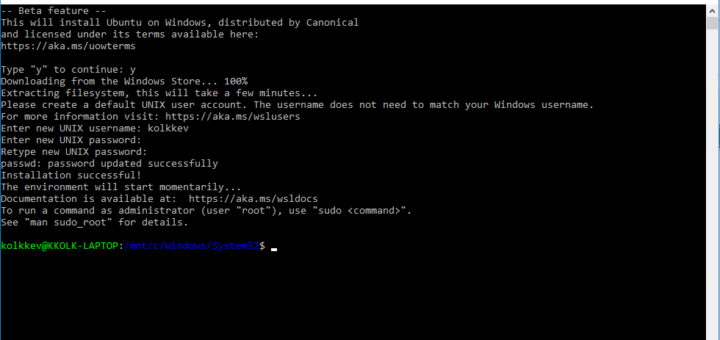 -- Beta feature --
This will install Ubuntu on Windows, distributed by Canonical
and licensed under its terms available here:
https://aka.ms/uowterms
Type "y" to continue: y
Downloading from the Windows Store... 100%
Extracting filesystem, this will take a few minutes...
Please create a default UNIX user account. The username does not need to match your Windows username.
For more information visit: https://aka.ms/wslusers
Enter new UNIX username: kolkkev
Enter new UNIX password:
Retype new UNIX password:
passwd: password updated successfully
Installation successful!
The environment will start momentarily...
Documentation is available at:  https://aka.ms/wsldocs
To run a command as administrator (user "root"), use "sudo <command>".
See "man sudo_root" for details.
kolkkev@KKOLK-LAPTOP:/mnt/c/Windows/System32$